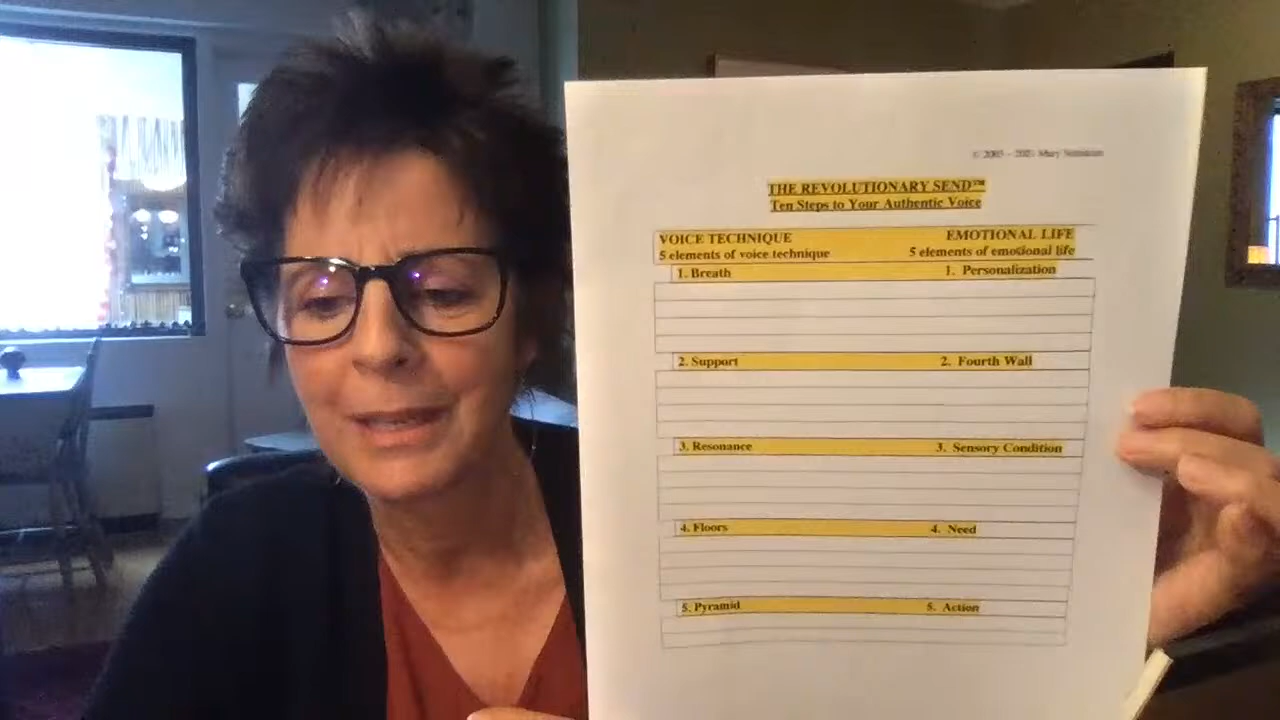 THE REVOLUTIONARY SEND™
Ten Steps to Your Authentic Voice
VOICE TECHNIQUE EMOTIONAL LIFE
5 elements of voice technique 5 elements of emotional life
1. Breath 1. Personalization
2. Support 2. Fourth Wall
3. Resonance 3. Sensory Condition
4. Floors 4. Need
5. Pyramid 5. Action